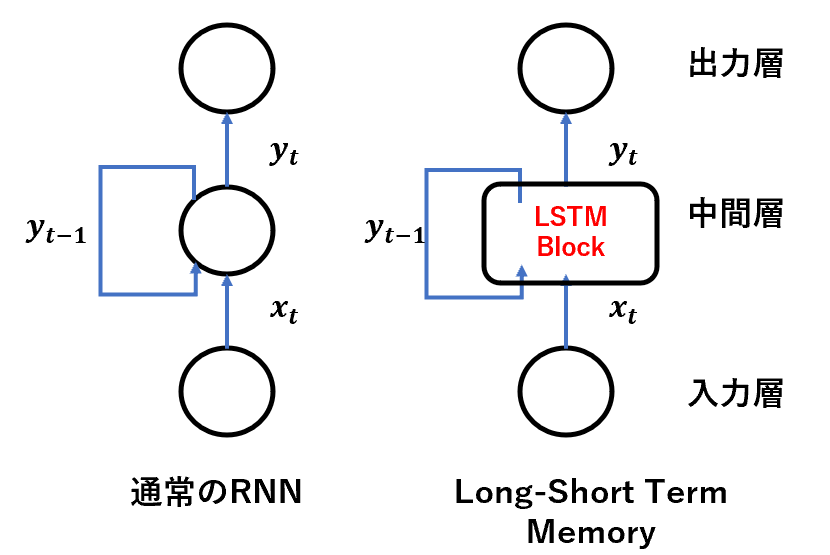 出力層
y_t
y_t
中間層
y_{t−1}
y_{t−1}
LSTM
Block
x_t
x_t
入力層
通常のRNN
Long-Short Term
Memory